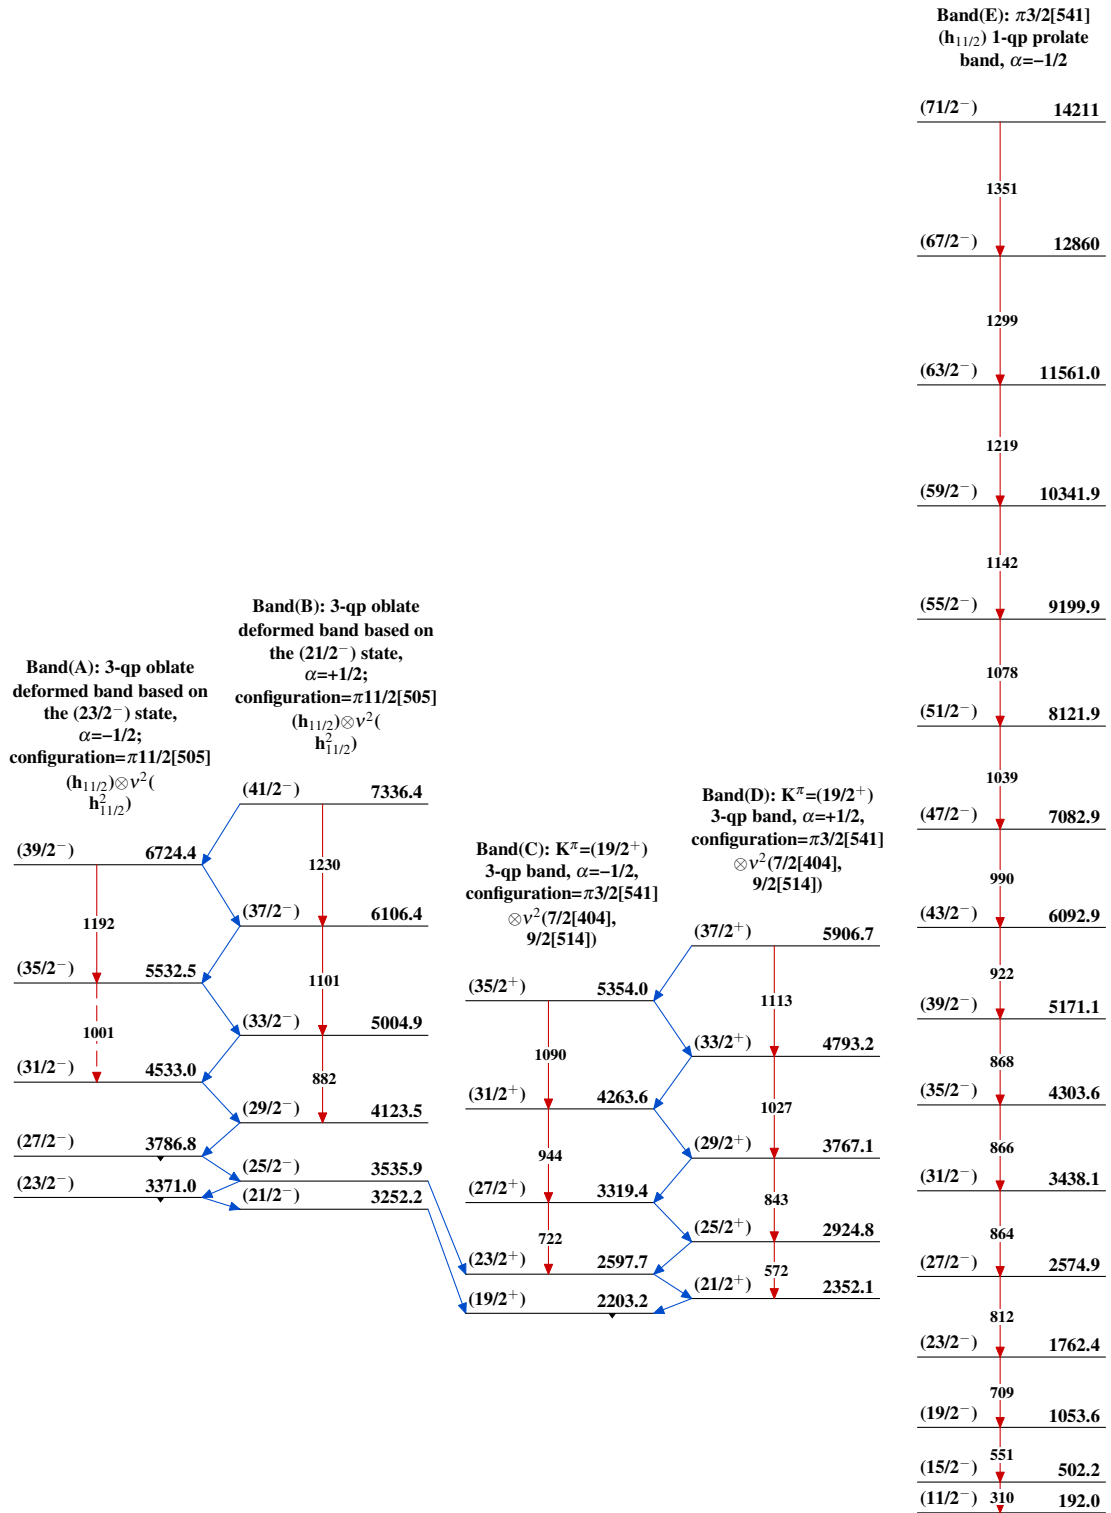 Band(A): 3-qp oblate
deformed band based on
the (23/2⁻) state,
α=−1/2;
configuration=π11/2[505]
(h₁₁/₂)⊗ν²(
h²₁₁/₂)
(39/2⁻) 6724.4
1192
(35/2⁻) 5532.5
1001
(31/2⁻) 4533.0
(27/2⁻) 3786.8
(23/2⁻) 3371.0
Band(B): 3-qp oblate
deformed band based on
the (21/2⁻) state,
α=+1/2;
configuration=π11/2[505]
(h₁₁/₂)⊗ν²(
h²₁₁/₂)
(41/2⁻) 7336.4
1230
(37/2⁻) 6106.4
1101
(33/2⁻) 5004.9
882
(29/2⁻) 4123.5
(25/2⁻) 3535.9
(21/2⁻) 3252.2
Band(C): K^π=(19/2⁺)
3-qp band, α=−1/2,
configuration=π3/2[541]
⊗ν²(7/2[404],
9/2[514])
(35/2⁺) 5354.0
1090
(31/2⁺) 4263.6
944
(27/2⁺) 3319.4
722
(23/2⁺) 2597.7
(19/2⁺) 2203.2
Band(D): K^π=(19/2⁺)
3-qp band, α=+1/2,
configuration=π3/2[541]
⊗ν²(7/2[404],
9/2[514])
(37/2⁺) 5906.7
1113
(33/2⁺) 4793.2
1027
(29/2⁺) 3767.1
843
(25/2⁺) 2924.8
572
(21/2⁺) 2352.1
Band(E): π3/2[541]
(h₁₁/₂) 1-qp prolate
band, α=−1/2
(71/2⁻) 14211
1351
(67/2⁻) 12860
1299
(63/2⁻) 11561.0
1219
(59/2⁻) 10341.9
1142
(55/2⁻) 9199.9
1078
(51/2⁻) 8121.9
1039
(47/2⁻) 7082.9
990
(43/2⁻) 6092.9
922
(39/2⁻) 5171.1
868
(35/2⁻) 4303.6
866
(31/2⁻) 3438.1
864
(27/2⁻) 2574.9
812
(23/2⁻) 1762.4
709
(19/2⁻) 1053.6
551
(15/2⁻) 502.2
(11/2⁻) 310 192.0